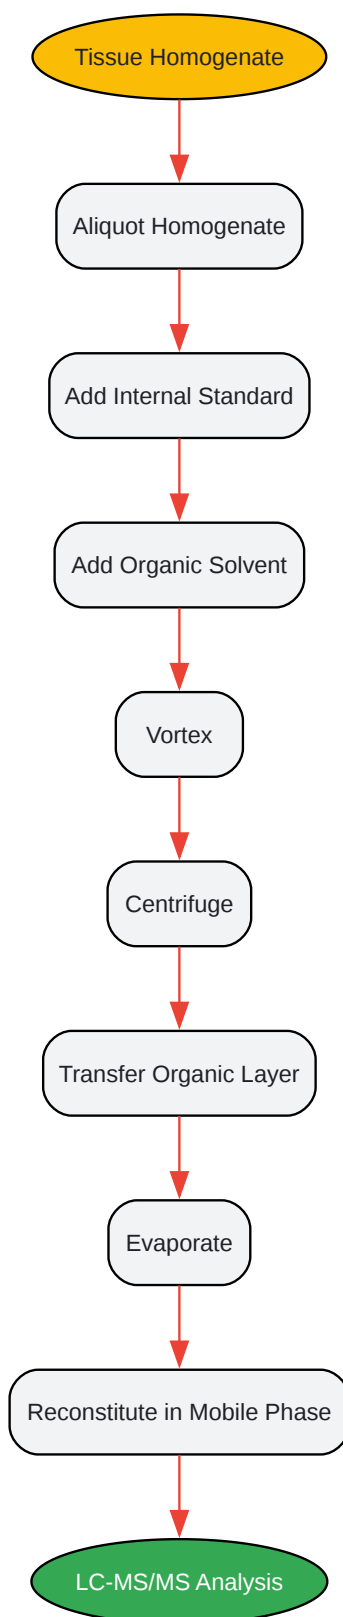 Tissue Homogenate
Aliquot Homogenate
Add Internal Standard
Add Organic Solvent
Vortex
Centrifuge
Transfer Organic Layer
Evaporate
Reconstitute in Mobile Phase
LC-MS/MS Analysis